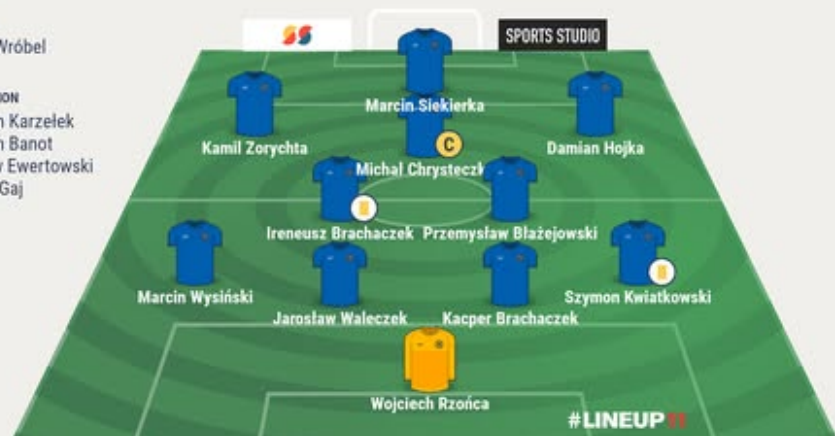 Wróbel
Karzełek
Banot
Ewertowski
Gaj
SPORTS STUDIO
Marcin Siekierka
Kamil Zorychta
Damian Hojka
Michał Chrysteczk
C
Ireneusz Brachaczek
Przemysław Błażejowski
Marcin Wysiński
Szymon Kwiatkowski
Jarosław Waleczek
Kacper Brachaczek
Wojciech Rzońca
#LINEUP11